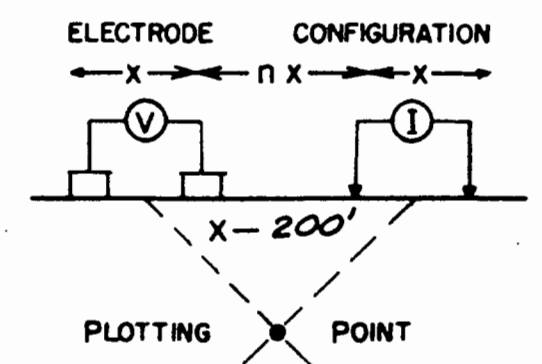 ELECTRODE CONFIGURATION
x n x x
V I
x – 200'
PLOTTING POINT